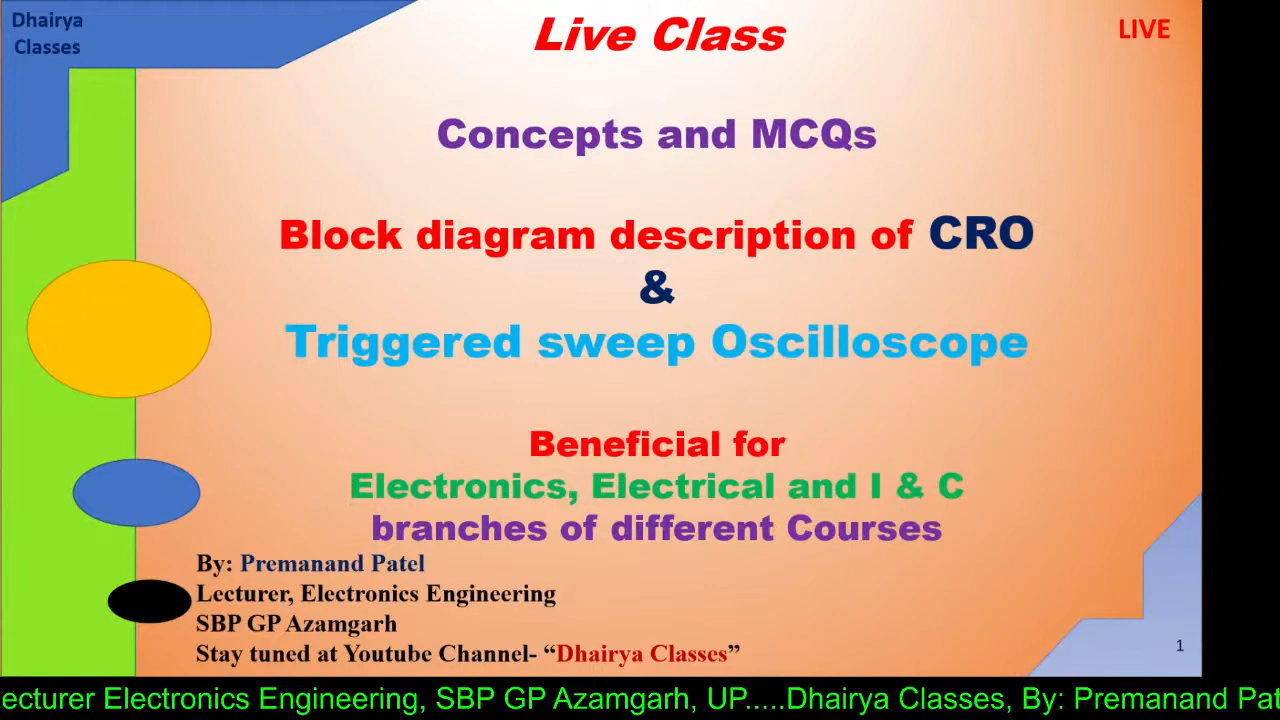 Dhairya
Classes
Live Class
LIVE
Concepts and MCQs
Block diagram description of CRO
&
Triggered sweep Oscilloscope
Beneficial for
Electronics, Electrical and I & C
branches of different Courses
By: Premanand Patel
Lecturer, Electronics Engineering
SBP GP Azamgarh
Stay tuned at Youtube Channel- “Dhairya Classes”
1
ecturer Electronics Engineering, SBP GP Azamgarh, UP.....Dhairya Classes, By: Premanand Pat